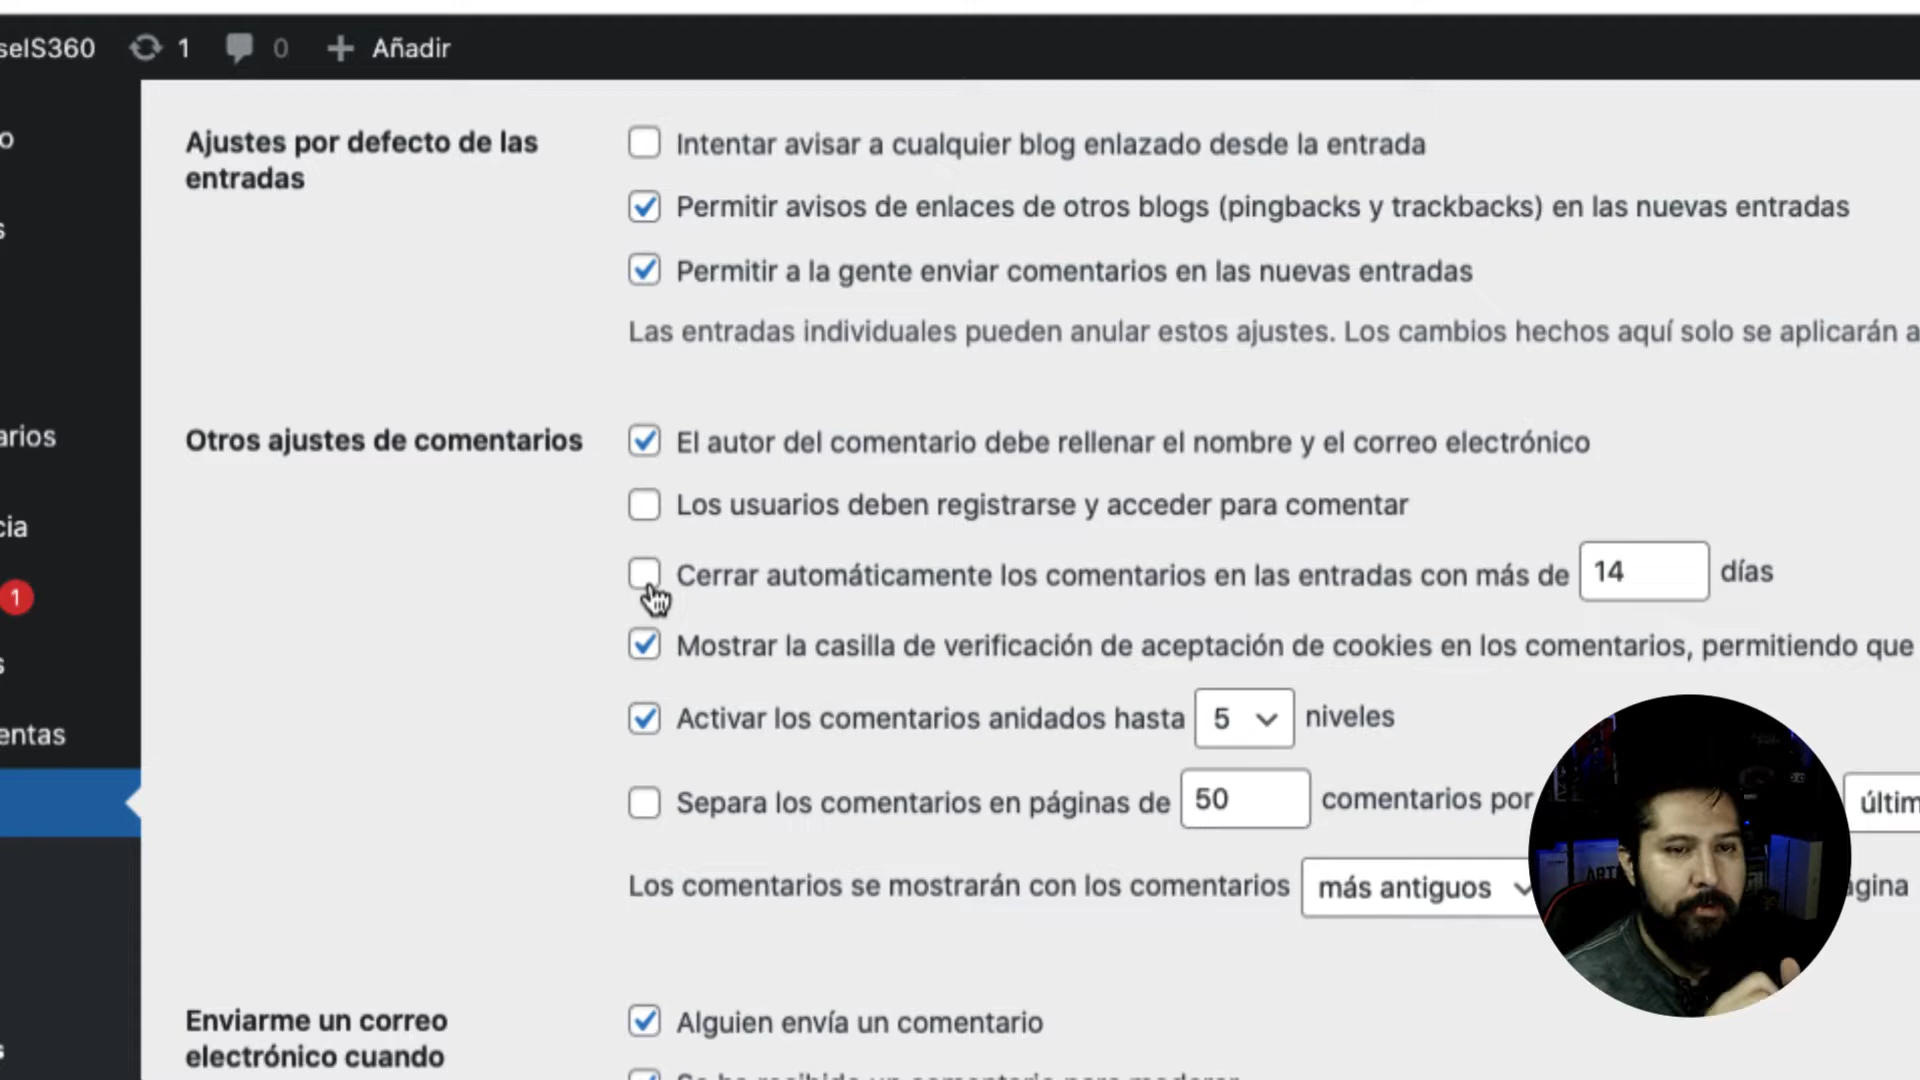 seIS360 1 0 Añadir
Ajustes por defecto de las
entradas
Intentar avisar a cualquier blog enlazado desde la entrada
Permitir avisos de enlaces de otros blogs (pingbacks y trackbacks) en las nuevas entradas
Permitir a la gente enviar comentarios en las nuevas entradas
Las entradas individuales pueden anular estos ajustes. Los cambios hechos aquí solo se aplicarán a
Otros ajustes de comentarios
El autor del comentario debe rellenar el nombre y el correo electrónico
Los usuarios deben registrarse y acceder para comentar
Cerrar automáticamente los comentarios en las entradas con más de 14 días
Mostrar la casilla de verificación de aceptación de cookies en los comentarios, permitiendo que
Activar los comentarios anidados hasta 5 niveles
Separa los comentarios en páginas de 50 comentarios por últim
Los comentarios se mostrarán con los comentarios más antiguos ágina
Enviarme un correo
electrónico cuando
Alguien envía un comentario
o
s
arios
cia
1
s
entas
s